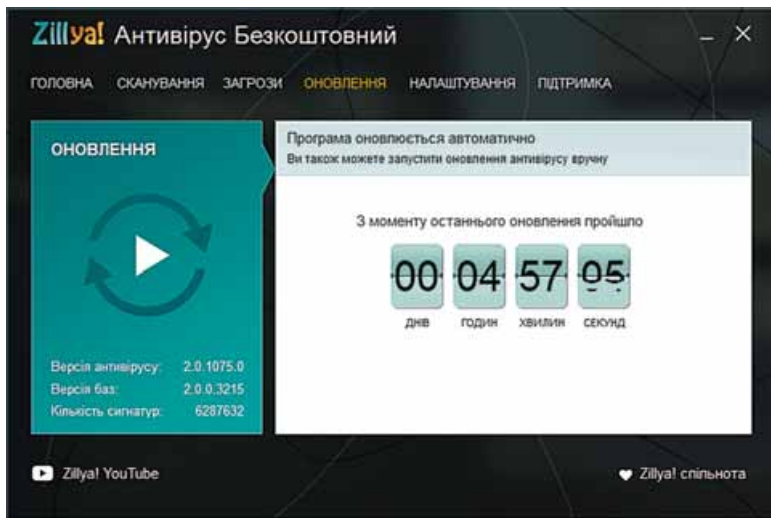 Zillya! Антивірус Безкоштовний
ГОЛОВНА СКАНУВАННЯ ЗАГРОЗИ ОНОВЛЕННЯ НАЛАШТУВАННЯ ПІДТРИМКА
ОНОВЛЕННЯ
Версія антивірусу: 2.0.1075.0
Версія баз: 2.0.0.3215
Кількість сигнатур: 6287632
Програма оновлюється автоматично
Ви також можете запустити оновлення антивірусу вручну
З моменту останнього оновлення пройшло
00 04 57 05
ДНІВ ГОДИН ХВИЛИН СЕКУНД
Zillya! YouTube
Zillya! спільнота